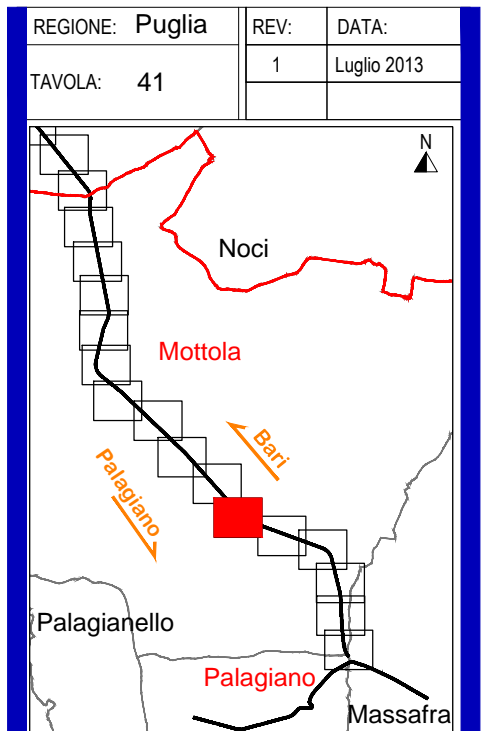 REGIONE: Puglia
REV: DATA:
TAVOLA: 41
1 Luglio 2013
N
Noci
Mottola
Bari
Palagiano
Palagianello
Palagiano
Massafra